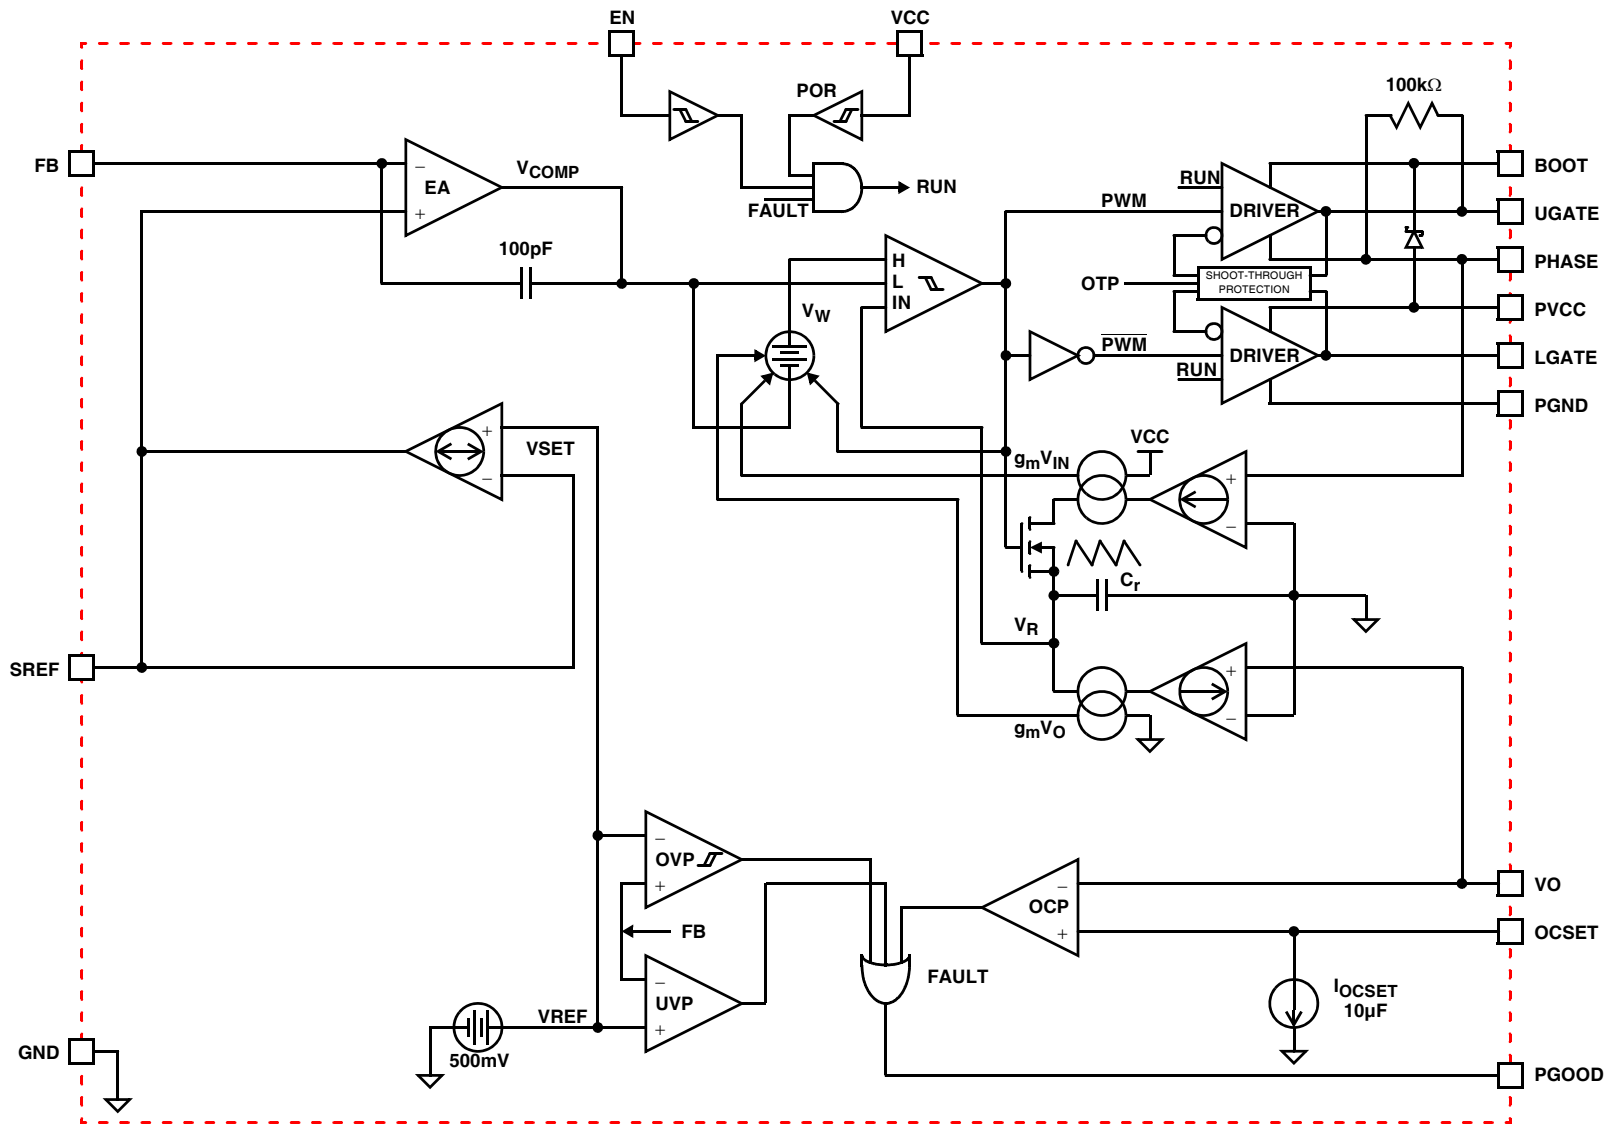 EN
VCC
POR
100kΩ
FB
−
EA
+
VCOMP
FAULT
RUN
100pF
H
L
IN
VW
PWM
RUN
DRIVER
OTP
SHOOT-THROUGH
PROTECTION
PWM
DRIVER
RUN
BOOT
UGATE
PHASE
PVCC
LGATE
PGND
+
VSET
−
gmVIN
VCC
+
−
Cr
VR
SREF
gmVO
+
−
−
OVP
+
FB
−
UVP
+
VREF
500mV
FAULT
−
OCP
+
VO
OCSET
IOCSET
10µF
GND
PGOOD